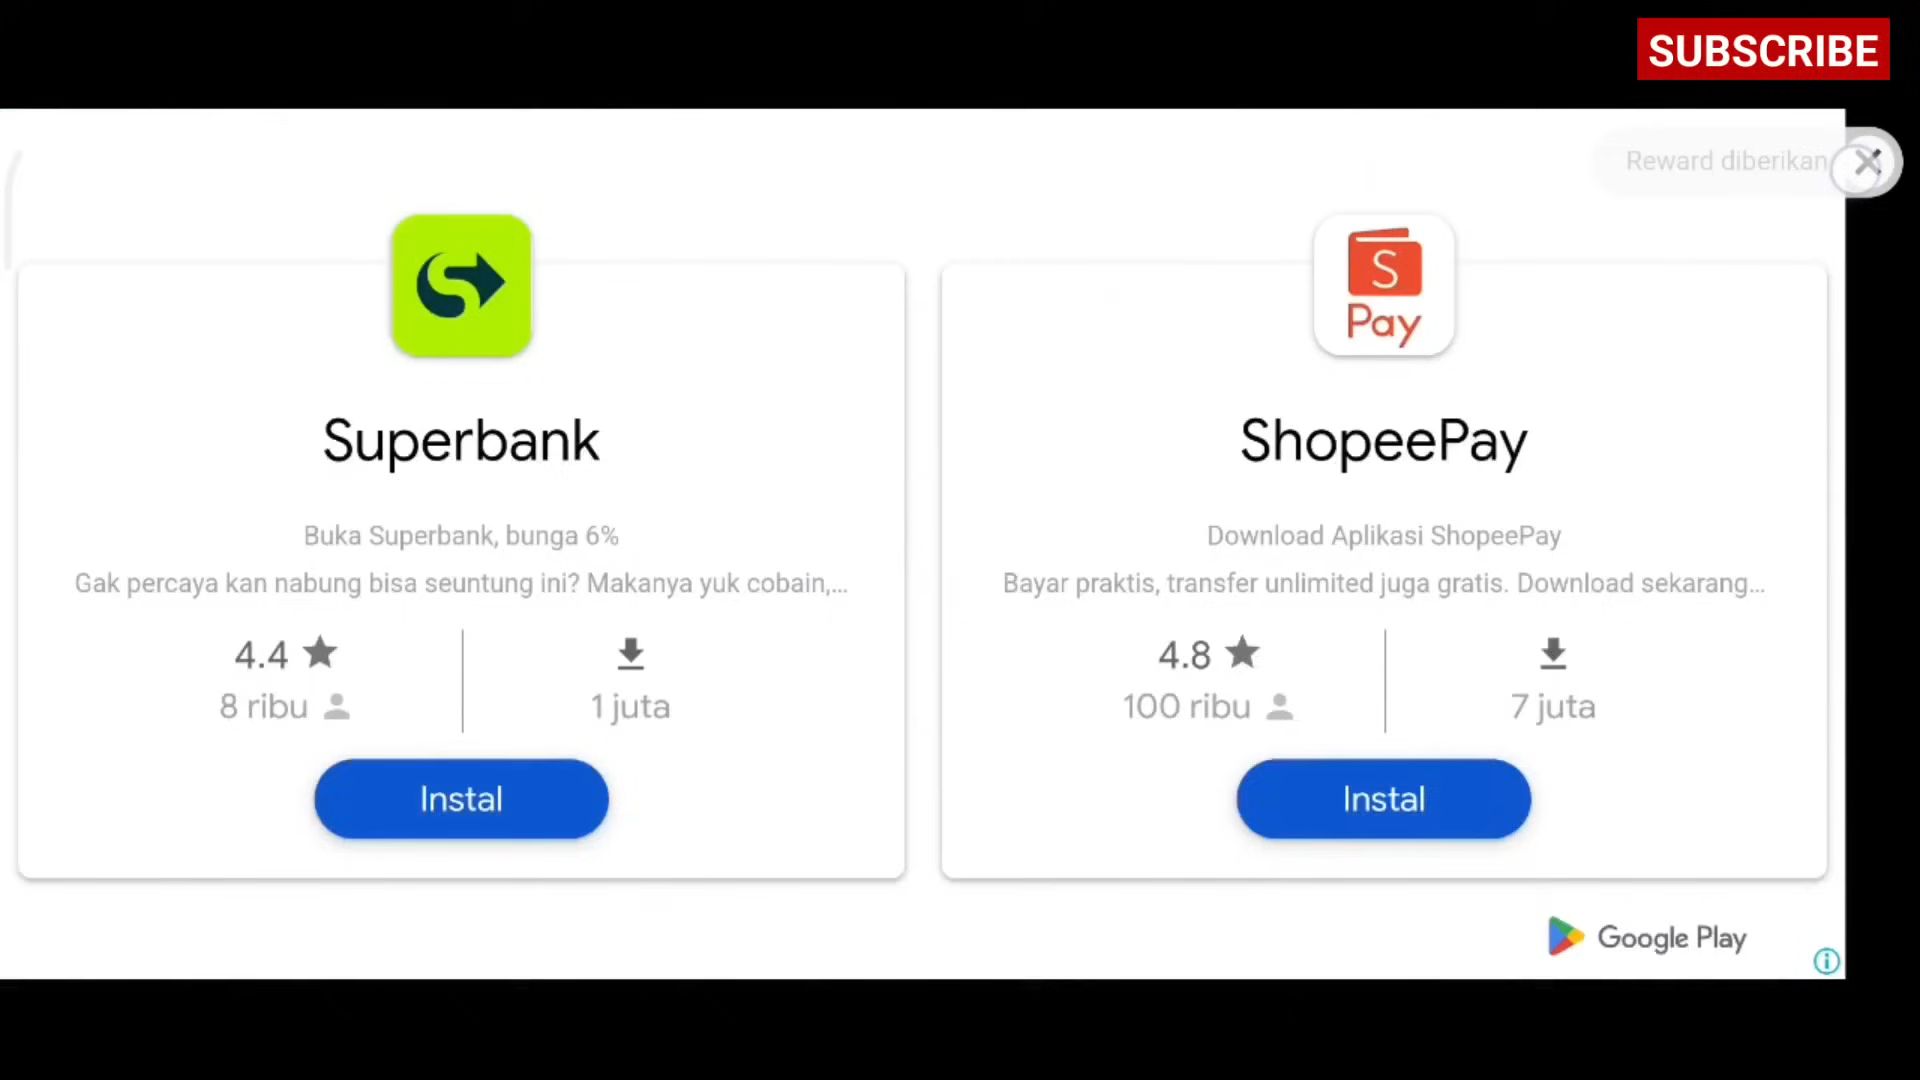 SUBSCRIBE
Reward diberikan
S
Pay
Superbank
ShopeePay
Buka Superbank, bunga 6%
Gak percaya kan nabung bisa seuntung ini? Makanya yuk cobain,...
4.4
8 ribu
1 juta
Instal
Download Aplikasi ShopeePay
Bayar praktis, transfer unlimited juga gratis. Download sekarang...
4.8
100 ribu
7 juta
Instal
Google Play